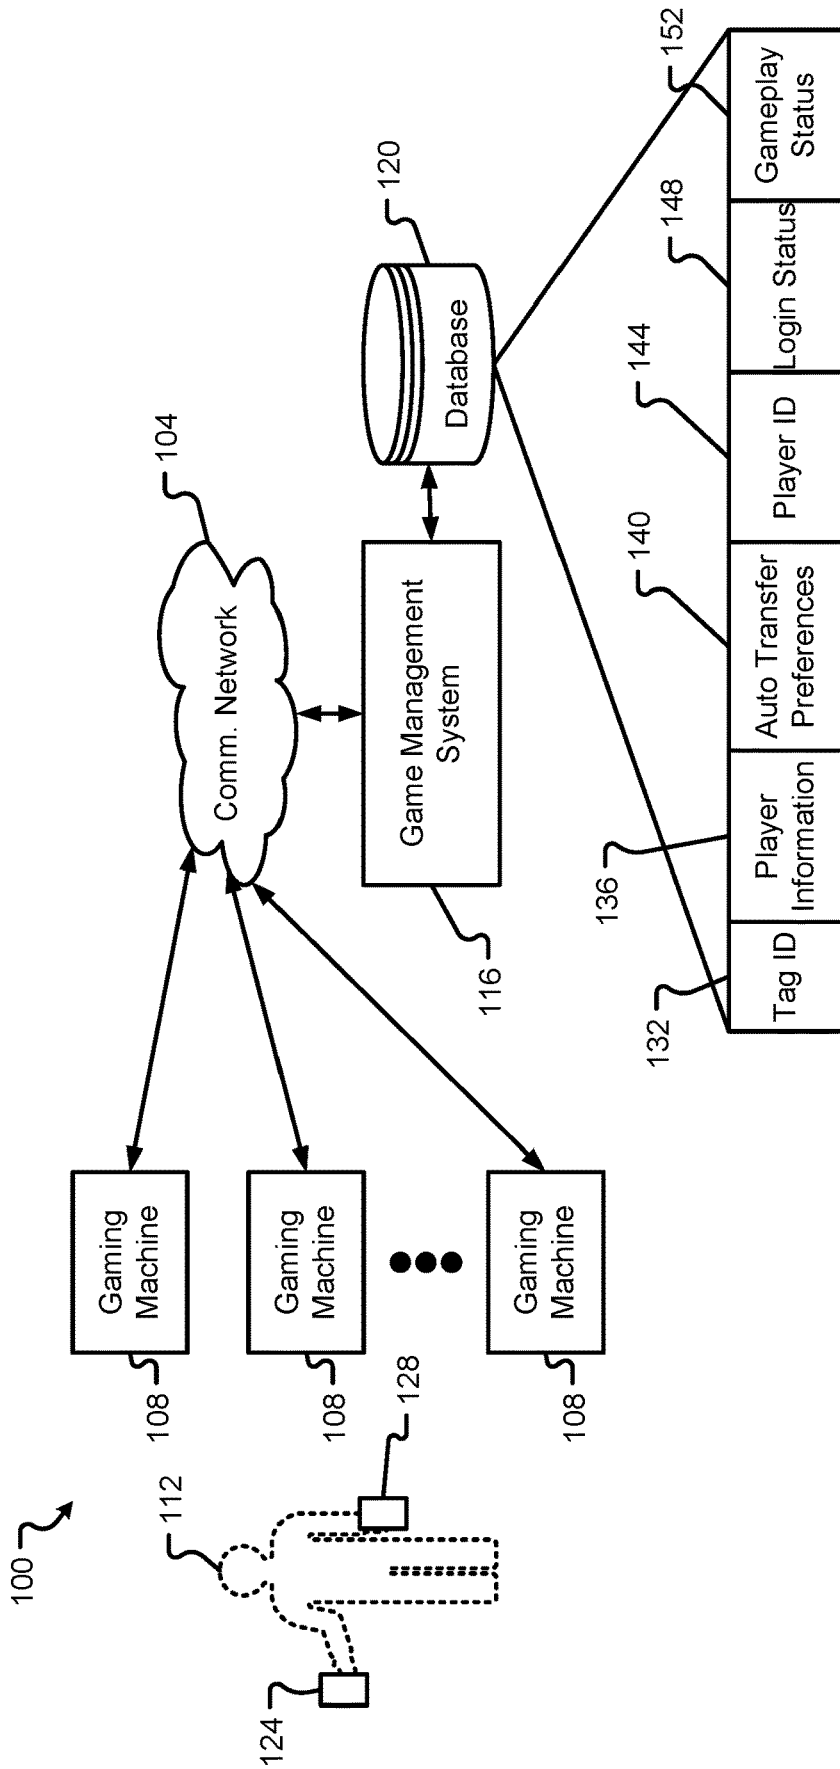 100
112
124
128
108
Gaming
Machine
108
Gaming
Machine
108
Gaming
Machine
104
Comm. Network
Game Management
System
116
120
Database
132
136
140
144
148
152
Tag ID
Player
Information
Auto Transfer
Preferences
Player ID
Login Status
Gameplay
Status